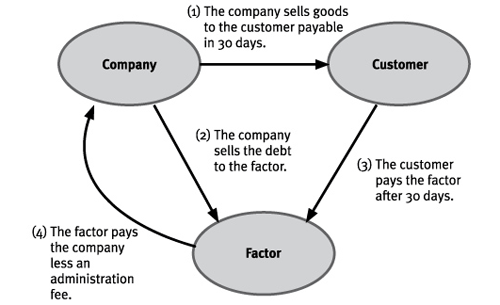 (1) The company sells goods
to the customer payable
in 30 days.
Company
Customer
(2) The company
sells the debt
to the factor.
(3) The customer
pays the factor
after 30 days.
(4) The factor pays
the company
less an
administration
fee.
Factor